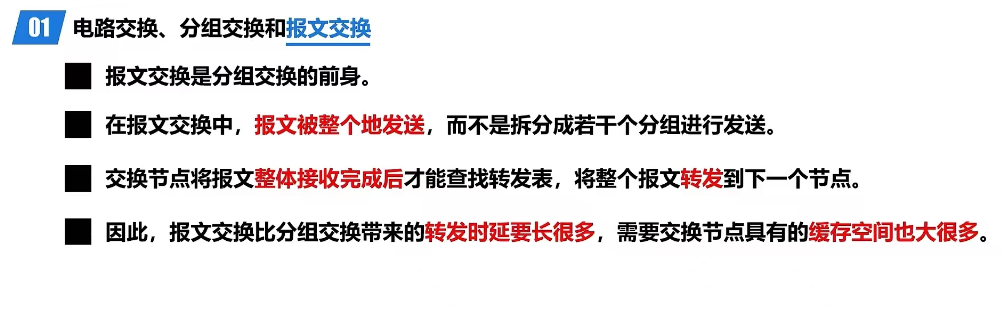 01 电路交换、分组交换和报文交换
报文交换是分组交换的前身。
在报文交换中，报文被整个地发送，而不是拆分成若干个分组进行发送。
交换节点将报文整体接收完成后才能查找转发表，将整个报文转发到下一个节点。
因此，报文交换比分组交换带来的转发时延要长很多，需要交换节点具有的缓存空间也大很多。